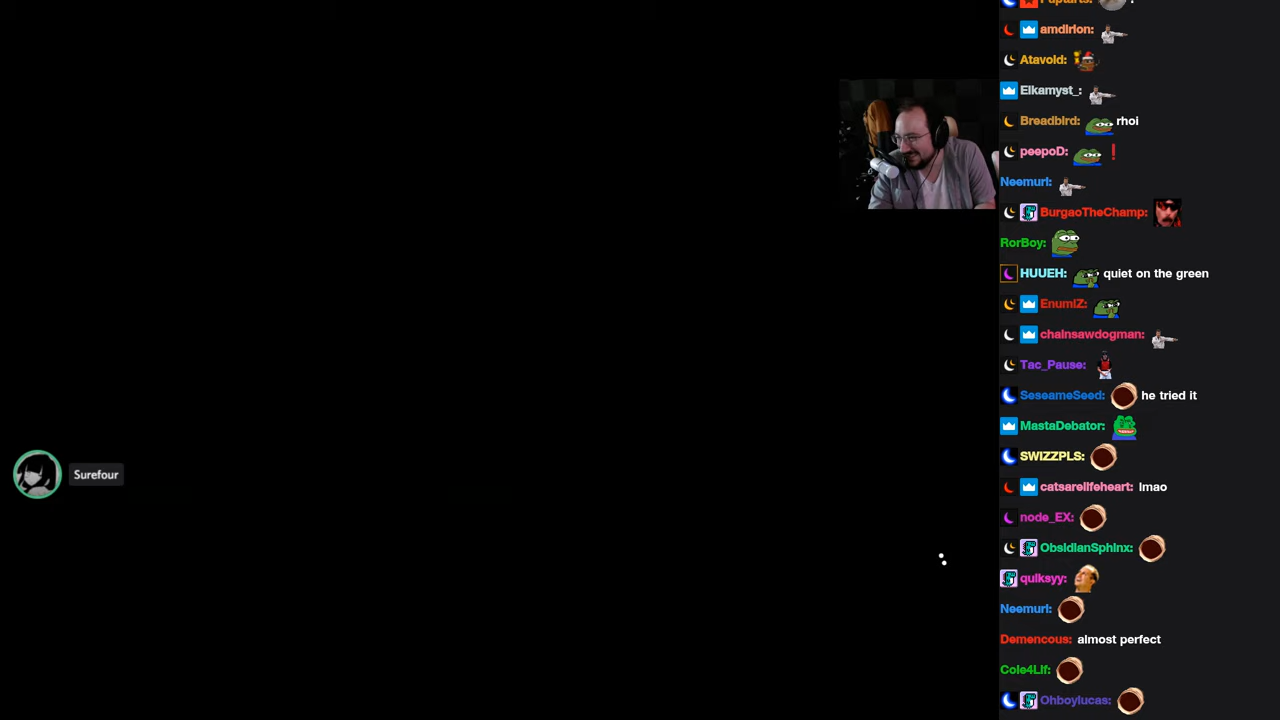 amdirion:
Atavold:
Elkamyst_:
Breadbird: rhoi
peepoD:
Neemuri:
BurgaoTheChamp:
RorBoy:
HUUEH: quiet on the green
EnumiZ:
chainsawdogman:
Tac_Pause:
SeseameSeed: he tried it
MastaDebator:
SWIZZPLS:
catsarelifeheart: lmao
node_EX:
ObsidianSphinx:
quiksyy:
Neemuri:
Demencous: almost perfect
Cole4Lif:
Ohboylucas:
Surefour